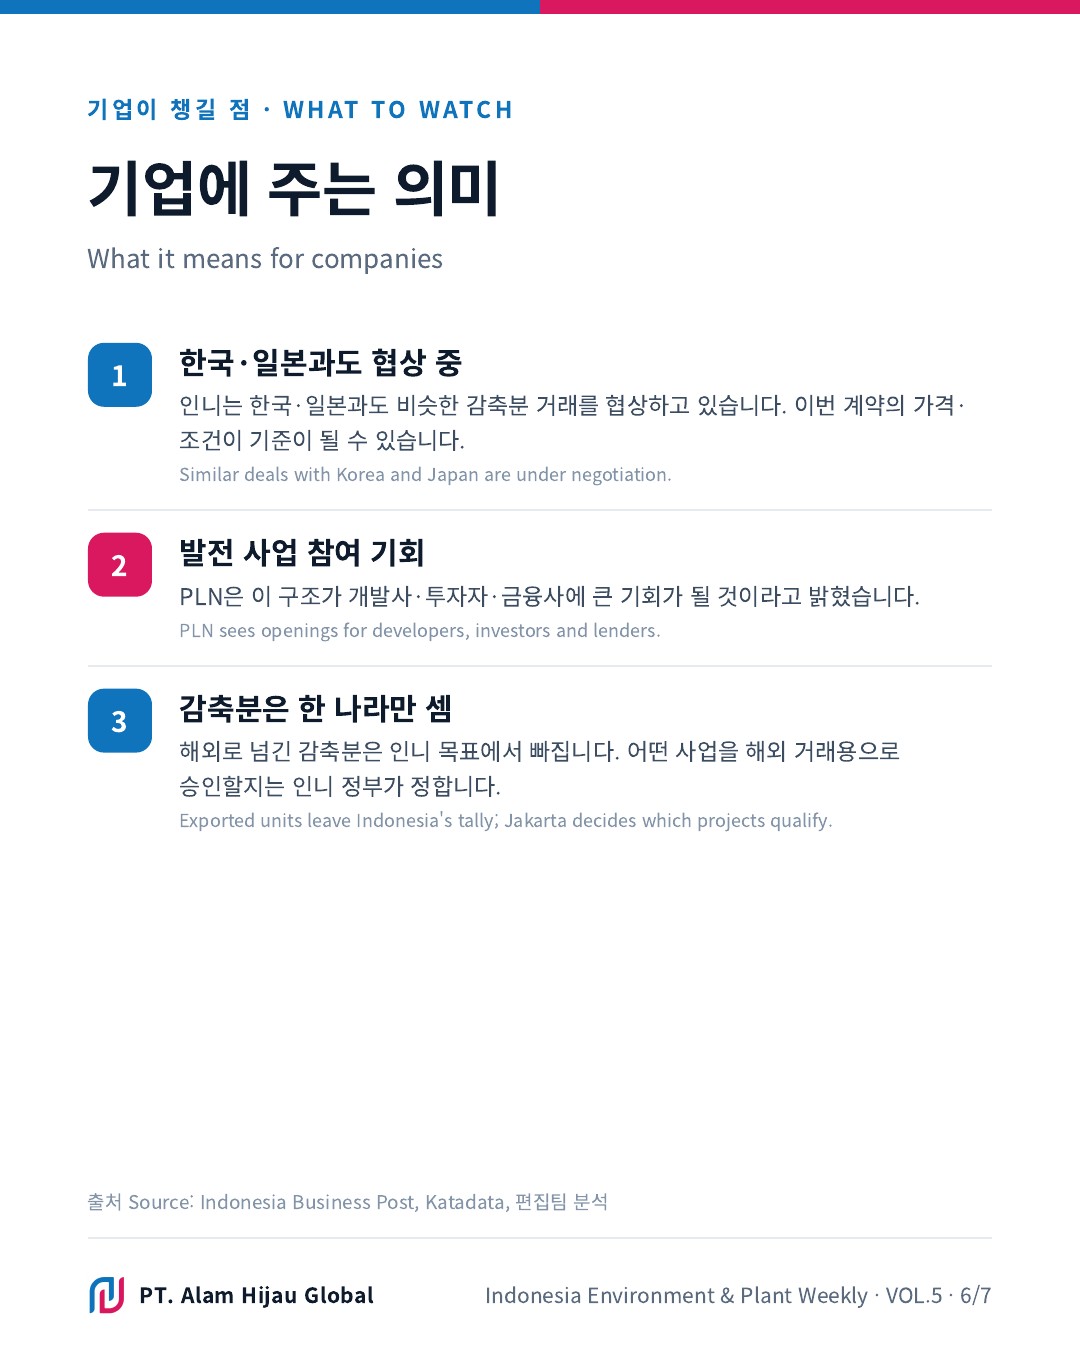 기업이 챙길 점 · WHAT TO WATCH
기업에 주는 의미
What it means for companies
1
한국·일본과도 협상 중
인니는 한국·일본과도 비슷한 감축분 거래를 협상하고 있습니다. 이번 계약의 가격·
조건이 기준이 될 수 있습니다.
Similar deals with Korea and Japan are under negotiation.
2
발전 사업 참여 기회
PLN은 이 구조가 개발사·투자자·금융사에 큰 기회가 될 것이라고 밝혔습니다.
PLN sees openings for developers, investors and lenders.
3
감축분은 한 나라만 셈
해외로 넘긴 감축분은 인니 목표에서 빠집니다. 어떤 사업을 해외 거래용으로
승인할지는 인니 정부가 정합니다.
Exported units leave Indonesia's tally; Jakarta decides which projects qualify.
출처 Source: Indonesia Business Post, Katadata, 편집팀 분석
PT. Alam Hijau Global
Indonesia Environment & Plant Weekly · VOL.5 · 6/7